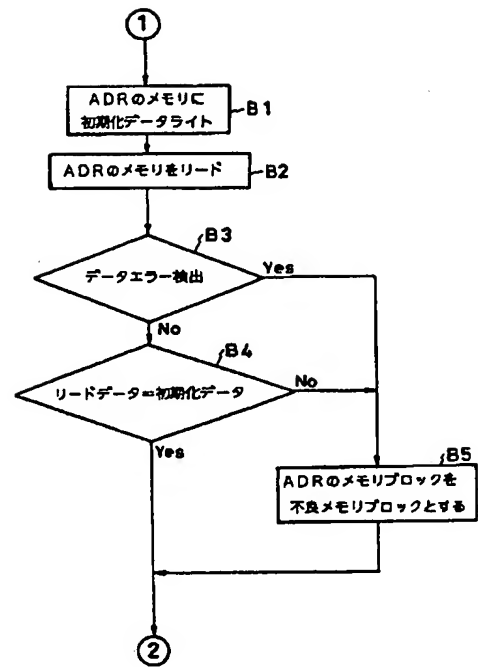 1
ADRのメモリに
初期化データライト
B1
ADRのメモリをリード
B2
B3
データエラー検出
Yes
No
B4
リードデータ=初期化データ
No
Yes
B5
ADRのメモリブロックを
不良メモリブロックとする
2